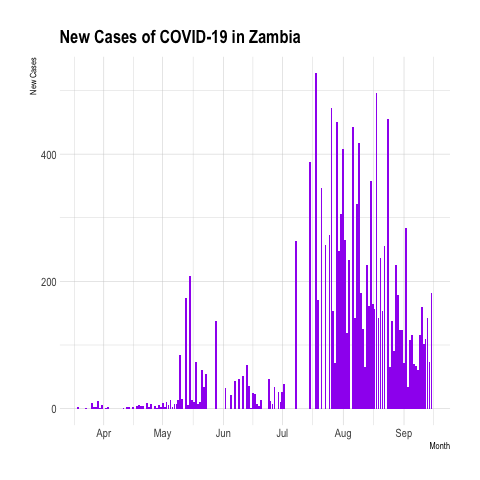 New Cases of COVID-19 in Zambia
New Cases
400
200
0
Apr May Jun Jul Aug Sep
Month